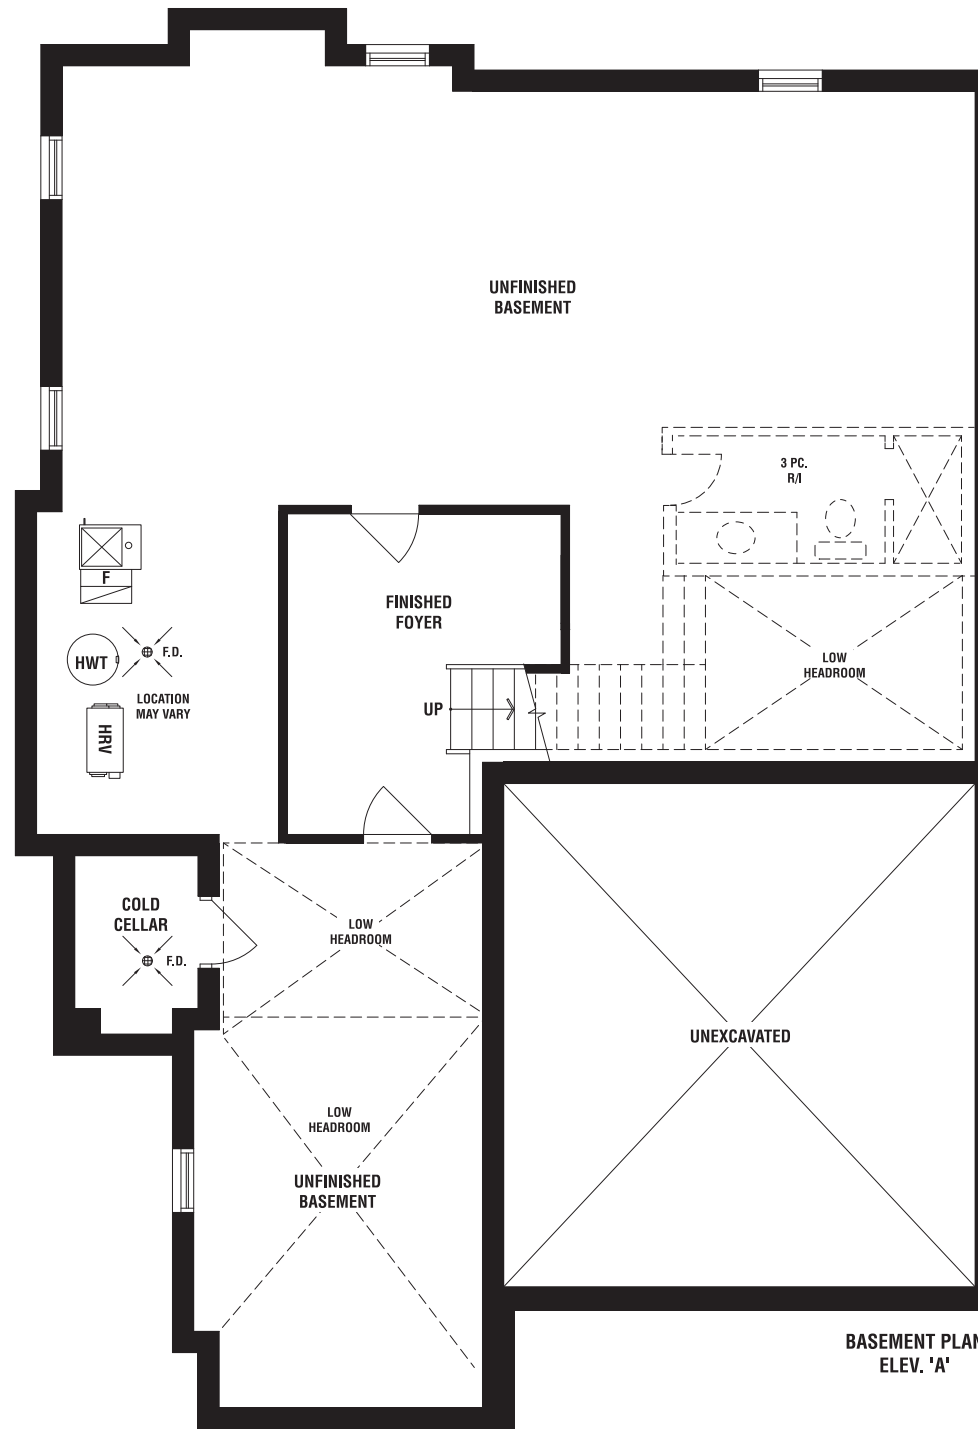 UNFINISHED
BASEMENT
3 PC.
R/I
F
FINISHED
FOYER
HWT
F.D.
LOW
HEADROOM
LOCATION
MAY VARY
HRV
UP
COLD
CELLAR
F.D.
LOW
HEADROOM
UNEXCAVATED
LOW
HEADROOM
UNFINISHED
BASEMENT
BASEMENT PLAN
ELEV. 'A'